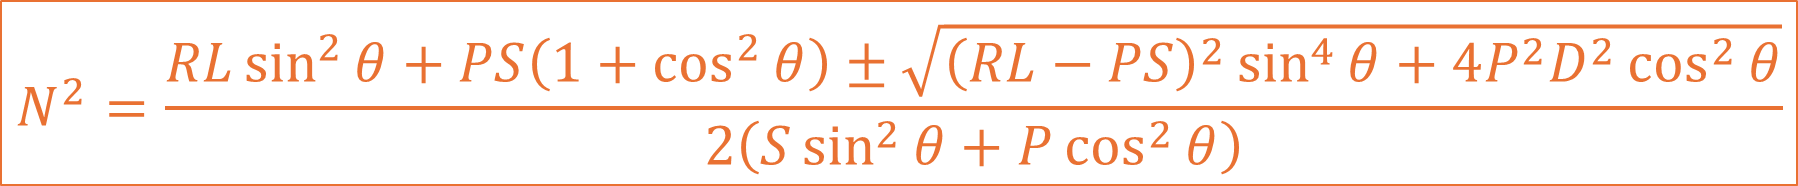 N² = (RL sin² θ + PS(1 + cos² θ) ± √((RL − PS)² sin⁴ θ + 4P²D² cos² θ)) / (2(S sin² θ + P cos² θ))